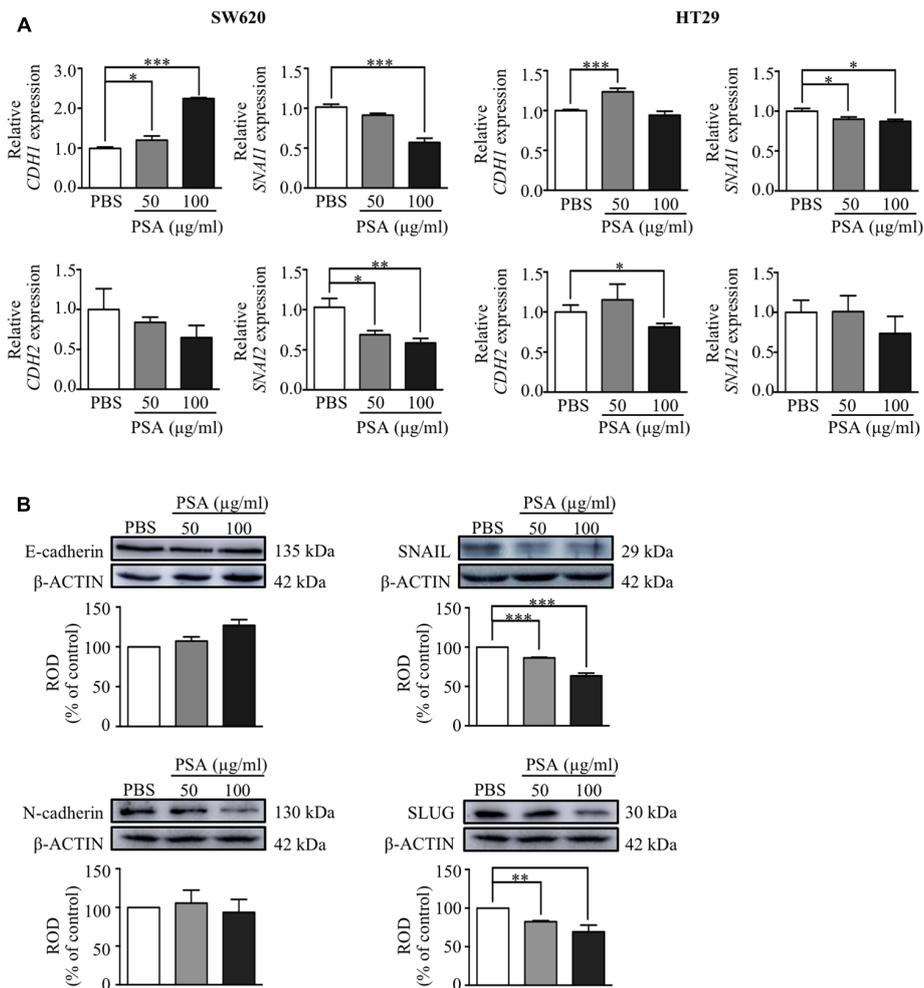 A
SW620
HT29
Relative
CDH1 expression
3.0
2.0
1.0
0.0
*
***
PBS
50
100
PSA (µg/ml)
Relative
SNAI1 expression
1.5
1.0
0.5
0.0
***
PBS
50
100
PSA (µg/ml)
Relative
CDH1 expression
1.5
1.0
0.5
0.0
***
PBS
50
100
PSA (µg/ml)
Relative
SNAI1 expression
1.5
1.0
0.5
0.0
*
*
PBS
50
100
PSA (µg/ml)
Relative
CDH2 expression
1.5
1.0
0.5
0.0
PBS
50
100
PSA (µg/ml)
Relative
SNAI2 expression
1.5
1.0
0.5
0.0
**
*
PBS
50
100
PSA (µg/ml)
Relative
CDH2 expression
1.5
1.0
0.5
0.0
*
PBS
50
100
PSA (µg/ml)
Relative
SNAI2 expression
1.5
1.0
0.5
0.0
PBS
50
100
PSA (µg/ml)
B
PSA (µg/ml)
PBS
50
100
E-cadherin
135 kDa
β-ACTIN
42 kDa
ROD
(% of control)
150
100
50
0
PSA (µg/ml)
PBS
50
100
SNAIL
29 kDa
β-ACTIN
42 kDa
ROD
(% of control)
150
100
50
0
***
***
PSA (µg/ml)
PBS
50
100
N-cadherin
130 kDa
β-ACTIN
42 kDa
ROD
(% of control)
150
100
50
0
PSA (µg/ml)
PBS
50
100
SLUG
30 kDa
β-ACTIN
42 kDa
ROD
(% of control)
150
100
50
0
**